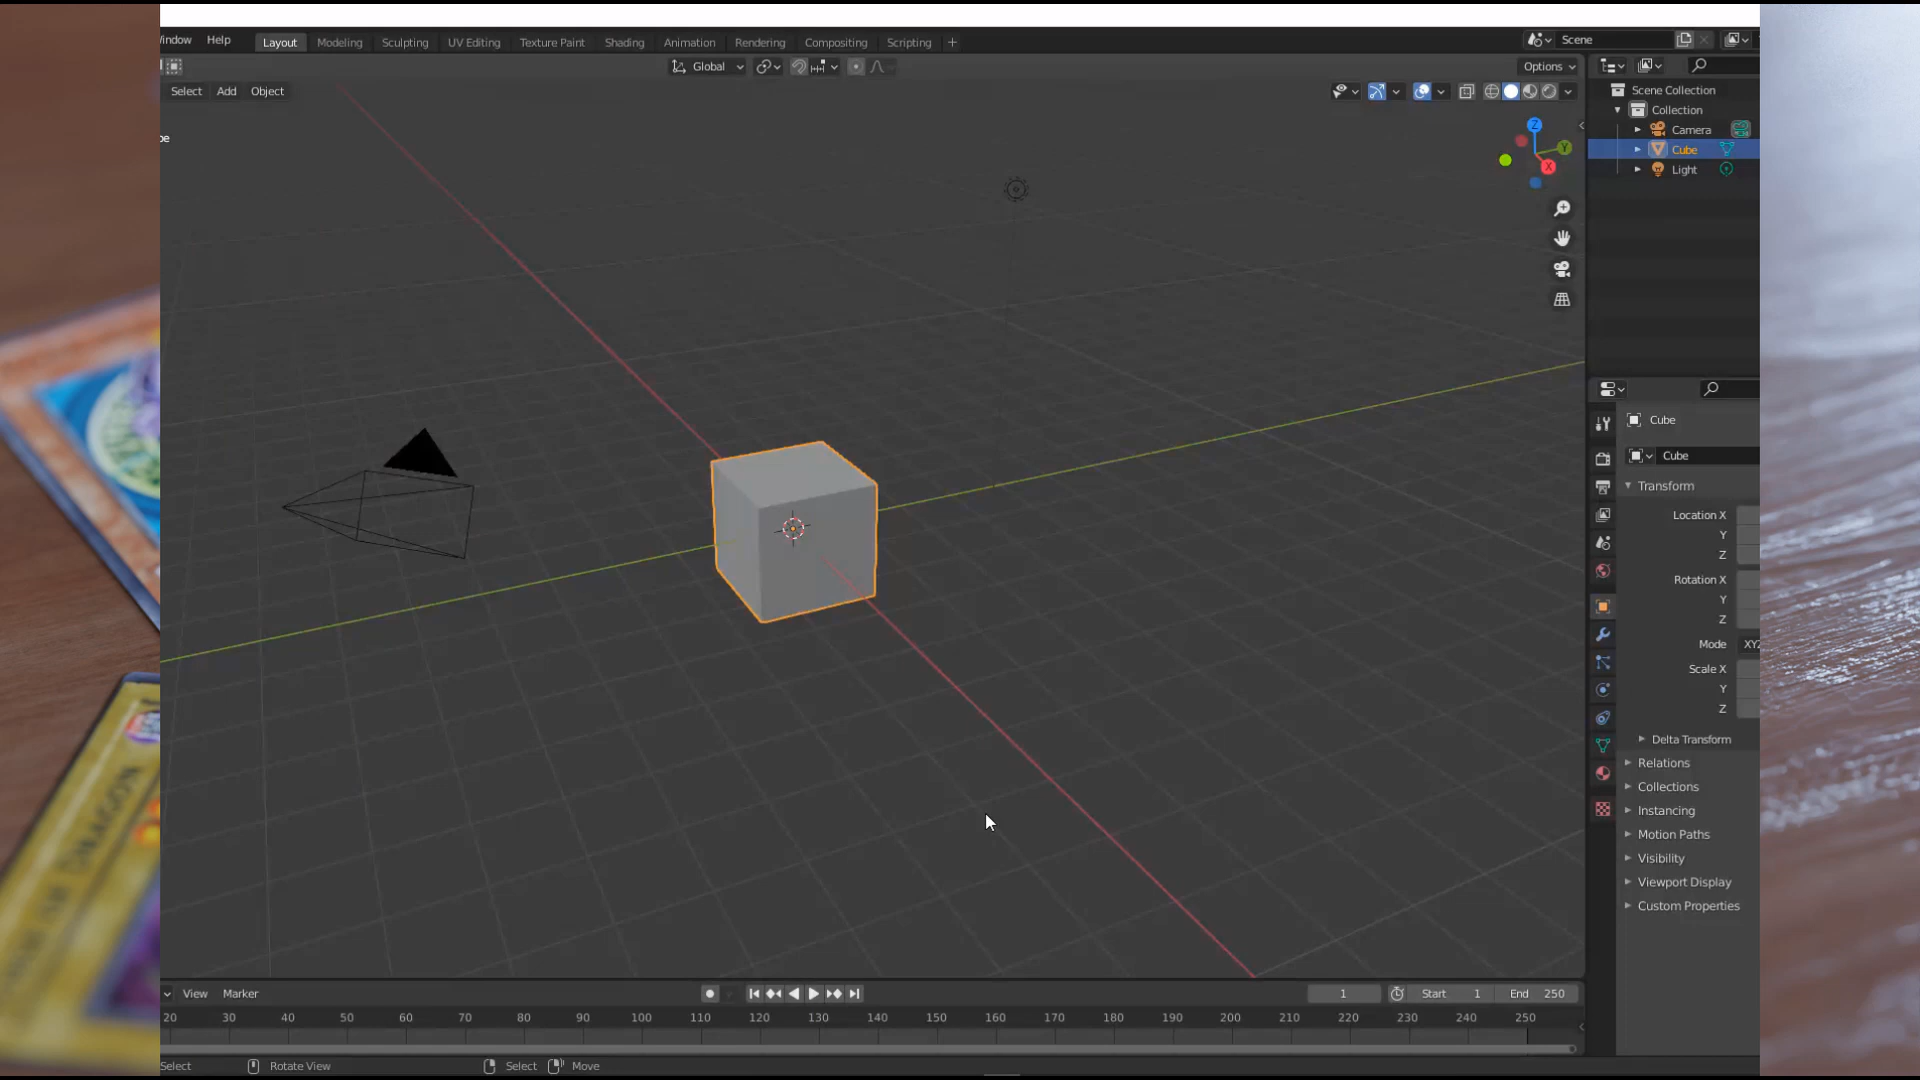 Window Help Layout Modeling Sculpting UV Editing Texture Paint Shading Animation Rendering Compositing Scripting + Scene
Global Options
Select Add Object
Scene Collection
Collection
Camera
Cube
Light
Z
Y
X
Cube
Cube
Transform
Location X
Y
Z
Rotation X
Y
Z
Mode XYZ
Scale X
Y
Z
Delta Transform
Relations
Collections
Instancing
Motion Paths
Visibility
Viewport Display
Custom Properties
DRAGON
View Marker 1 Start 1 End 250
20 30 40 50 60 70 80 90 100 110 120 130 140 150 160 170 180 190 200 210 220 230 240 250
Select Rotate View Select Move